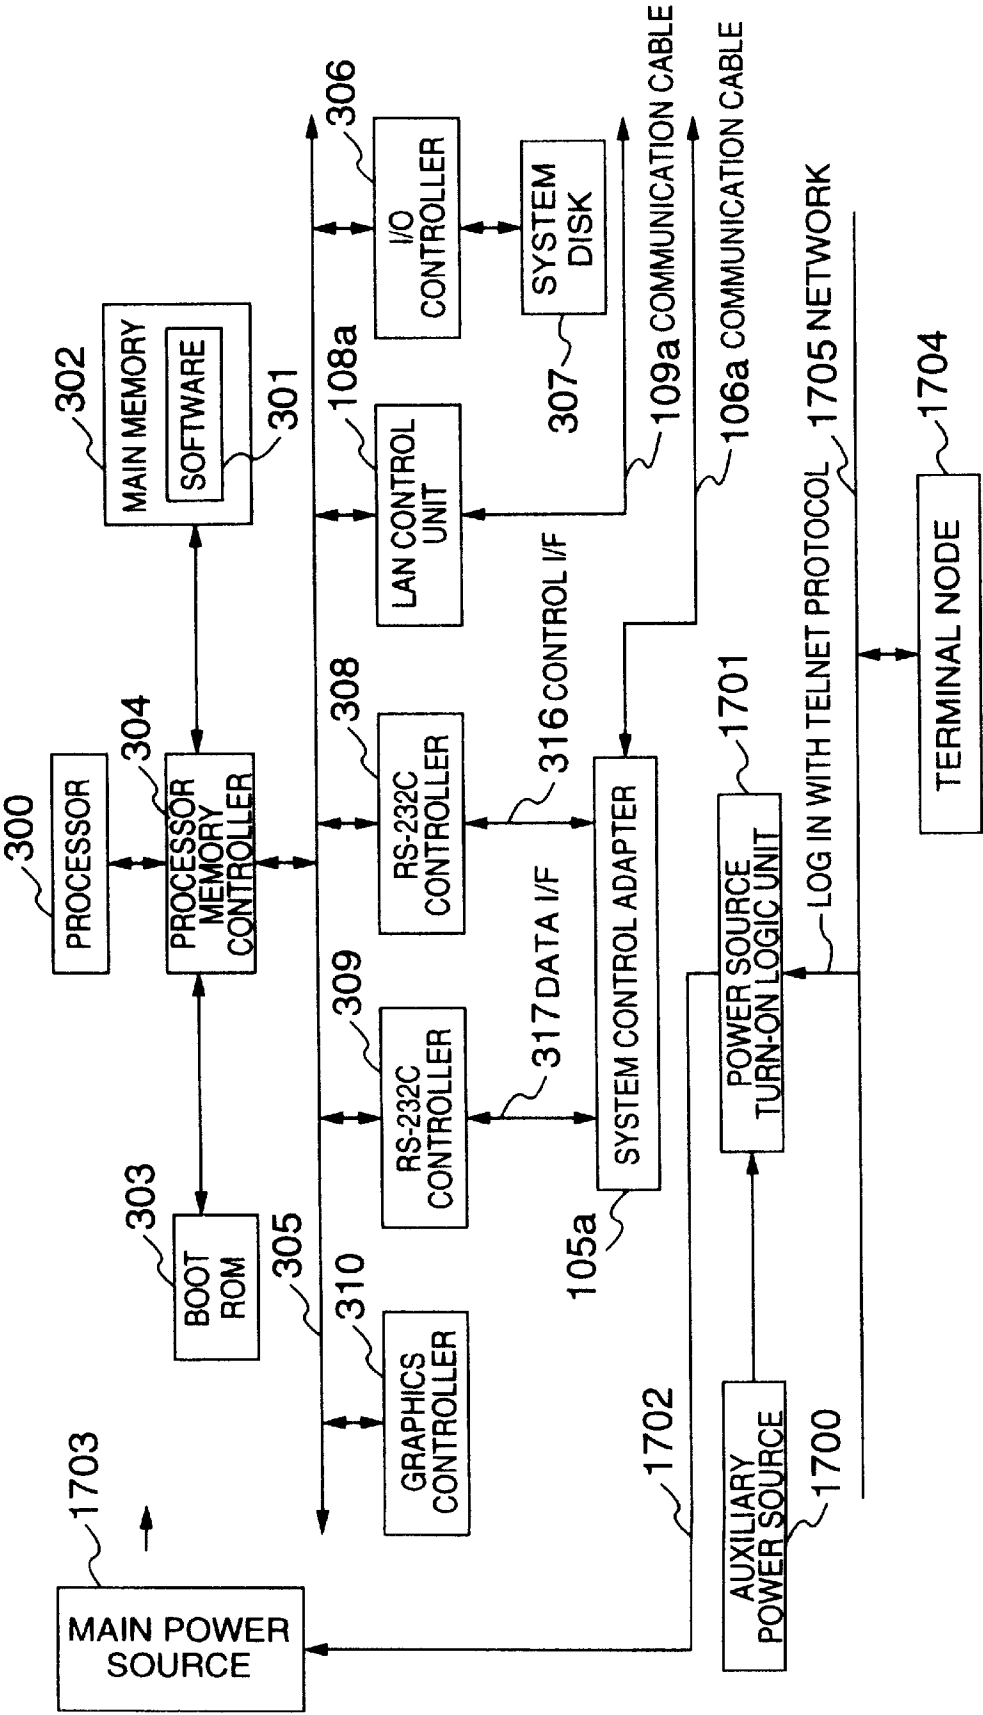 300
PROCESSOR
304
PROCESSOR
MEMORY
CONTROLLER
302
MAIN MEMORY
SOFTWARE
301
303
BOOT
ROM
1703
MAIN POWER
SOURCE
305
310
GRAPHICS
CONTROLLER
309
RS-232C
CONTROLLER
308
RS-232C
CONTROLLER
108a
LAN CONTROL
UNIT
306
I/O
CONTROLLER
317 DATA I/F
316 CONTROL I/F
307
SYSTEM
DISK
105a
SYSTEM CONTROL ADAPTER
109a COMMUNICATION CABLE
106a COMMUNICATION CABLE
1702
1701
POWER SOURCE
TURN-ON LOGIC UNIT
AUXILIARY
POWER SOURCE
1700
LOG IN WITH TELNET PROTOCOL
1705 NETWORK
1704
TERMINAL NODE